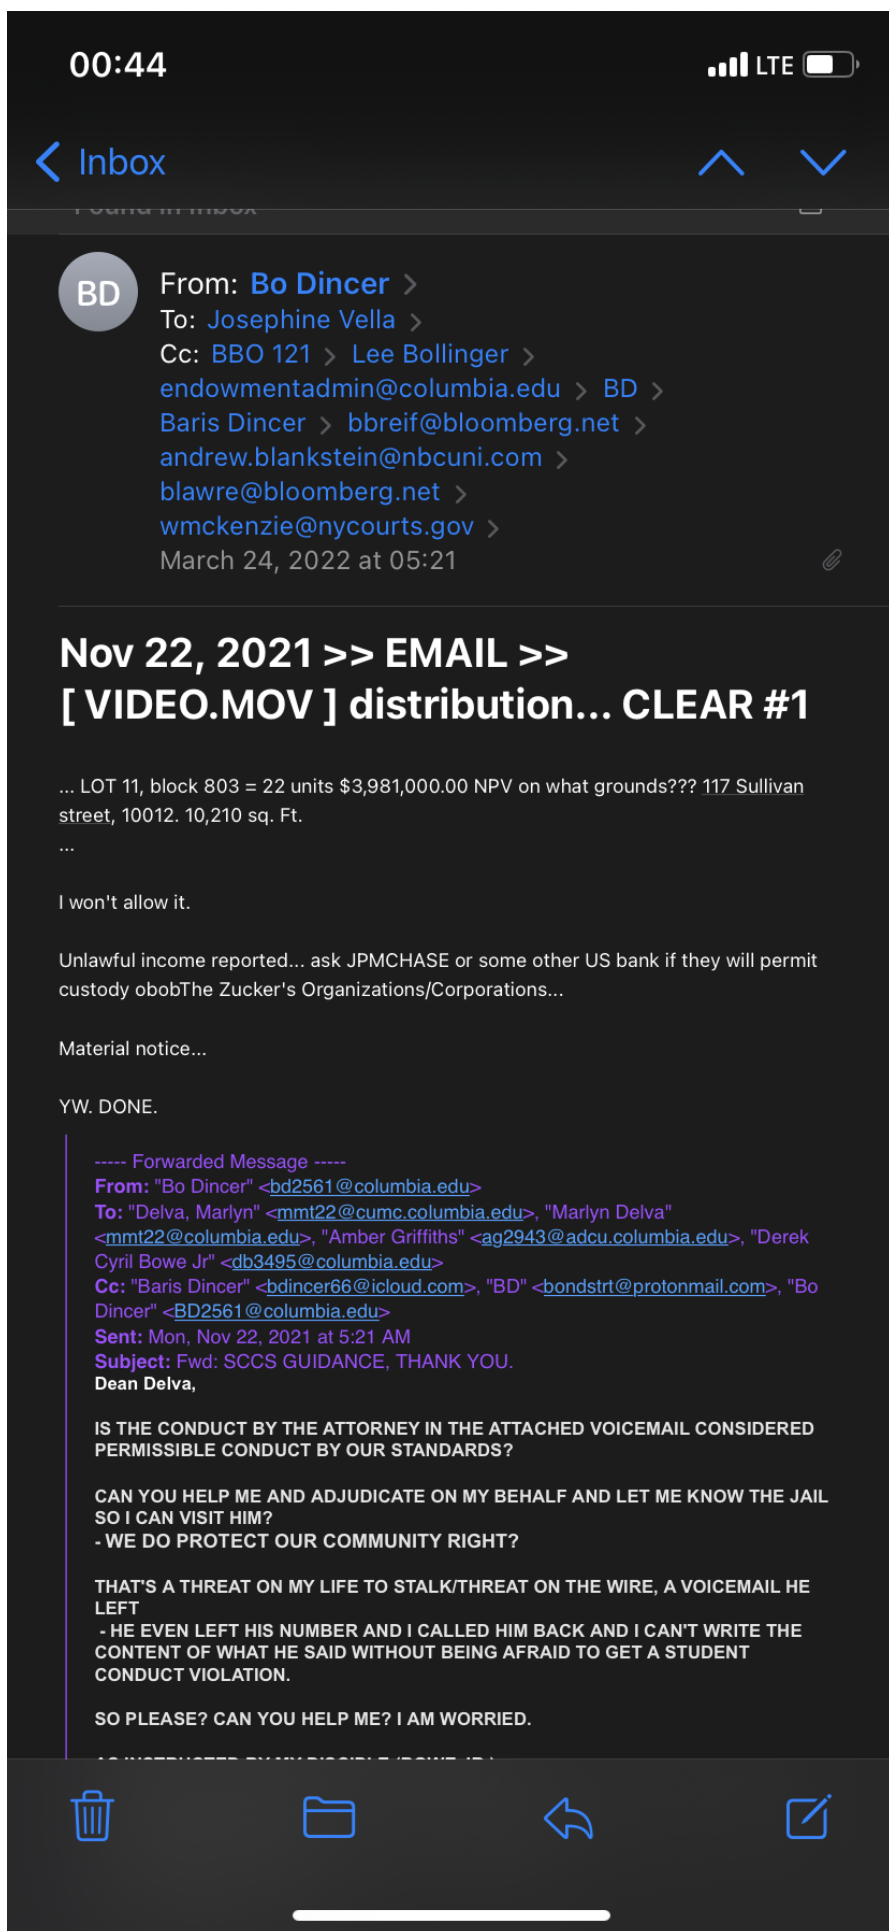 00:44
LTE
Inbox
Found in Inbox
BD
From: Bo Dincer
To: Josephine Vella
Cc: BBO 121 Lee Bollinger
endowmentadmin@columbia.edu BD
Baris Dincer bbreif@bloomberg.net
andrew.blankstein@nbcuni.com
blawre@bloomberg.net
wmckenzie@nycourts.gov
March 24, 2022 at 05:21
Nov 22, 2021 >> EMAIL >>
[ VIDEO.MOV ] distribution... CLEAR #1
... LOT 11, block 803 = 22 units $3,981,000.00 NPV on what grounds??? 117 Sullivan
street, 10012. 10,210 sq. Ft.
...
I won't allow it.
Unlawful income reported... ask JPMCHASE or some other US bank if they will permit
custody obobThe Zucker's Organizations/Corporations...
Material notice...
YW. DONE.
----- Forwarded Message -----
From: "Bo Dincer" <bd2561@columbia.edu>
To: "Delva, Marlyn" <mmt22@cumc.columbia.edu>, "Marlyn Delva"
<mmt22@columbia.edu>, "Amber Griffiths" <ag2943@adcu.columbia.edu>, "Derek
Cyril Bowe Jr" <db3495@columbia.edu>
Cc: "Baris Dincer" <bdincer66@icloud.com>, "BD" <bondstrt@protonmail.com>, "Bo
Dincer" <BD2561@columbia.edu>
Sent: Mon, Nov 22, 2021 at 5:21 AM
Subject: Fwd: SCCS GUIDANCE, THANK YOU.
Dean Delva,
IS THE CONDUCT BY THE ATTORNEY IN THE ATTACHED VOICEMAIL CONSIDERED
PERMISSIBLE CONDUCT BY OUR STANDARDS?
CAN YOU HELP ME AND ADJUDICATE ON MY BEHALF AND LET ME KNOW THE JAIL
SO I CAN VISIT HIM?
- WE DO PROTECT OUR COMMUNITY RIGHT?
THAT'S A THREAT ON MY LIFE TO STALK/THREAT ON THE WIRE, A VOICEMAIL HE
LEFT
- HE EVEN LEFT HIS NUMBER AND I CALLED HIM BACK AND I CAN'T WRITE THE
CONTENT OF WHAT HE SAID WITHOUT BEING AFRAID TO GET A STUDENT
CONDUCT VIOLATION.
SO PLEASE? CAN YOU HELP ME? I AM WORRIED.
AS INSTRUCTED BY MY DISCIPLE (BOWE JR.)